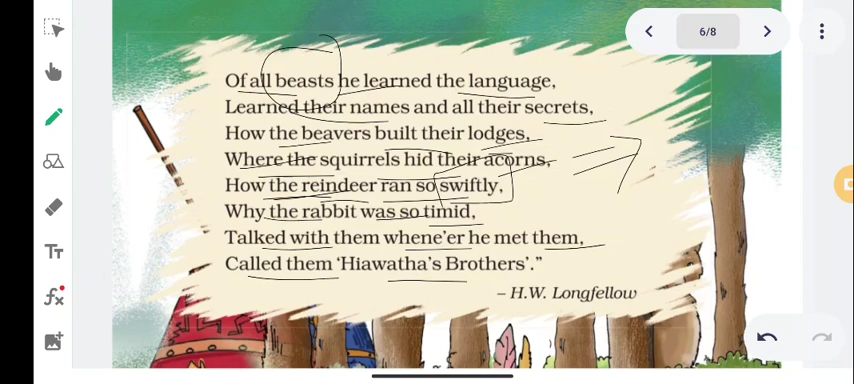 6/8
Of all beasts he learned the language,
Learned their names and all their secrets,
How the beavers built their lodges,
Where the squirrels hid their acorns,
How the reindeer ran so swiftly,
Why the rabbit was so timid,
Talked with them whene'er he met them,
Called them 'Hiawatha's Brothers'."
– H.W. Longfellow
Tт
fx